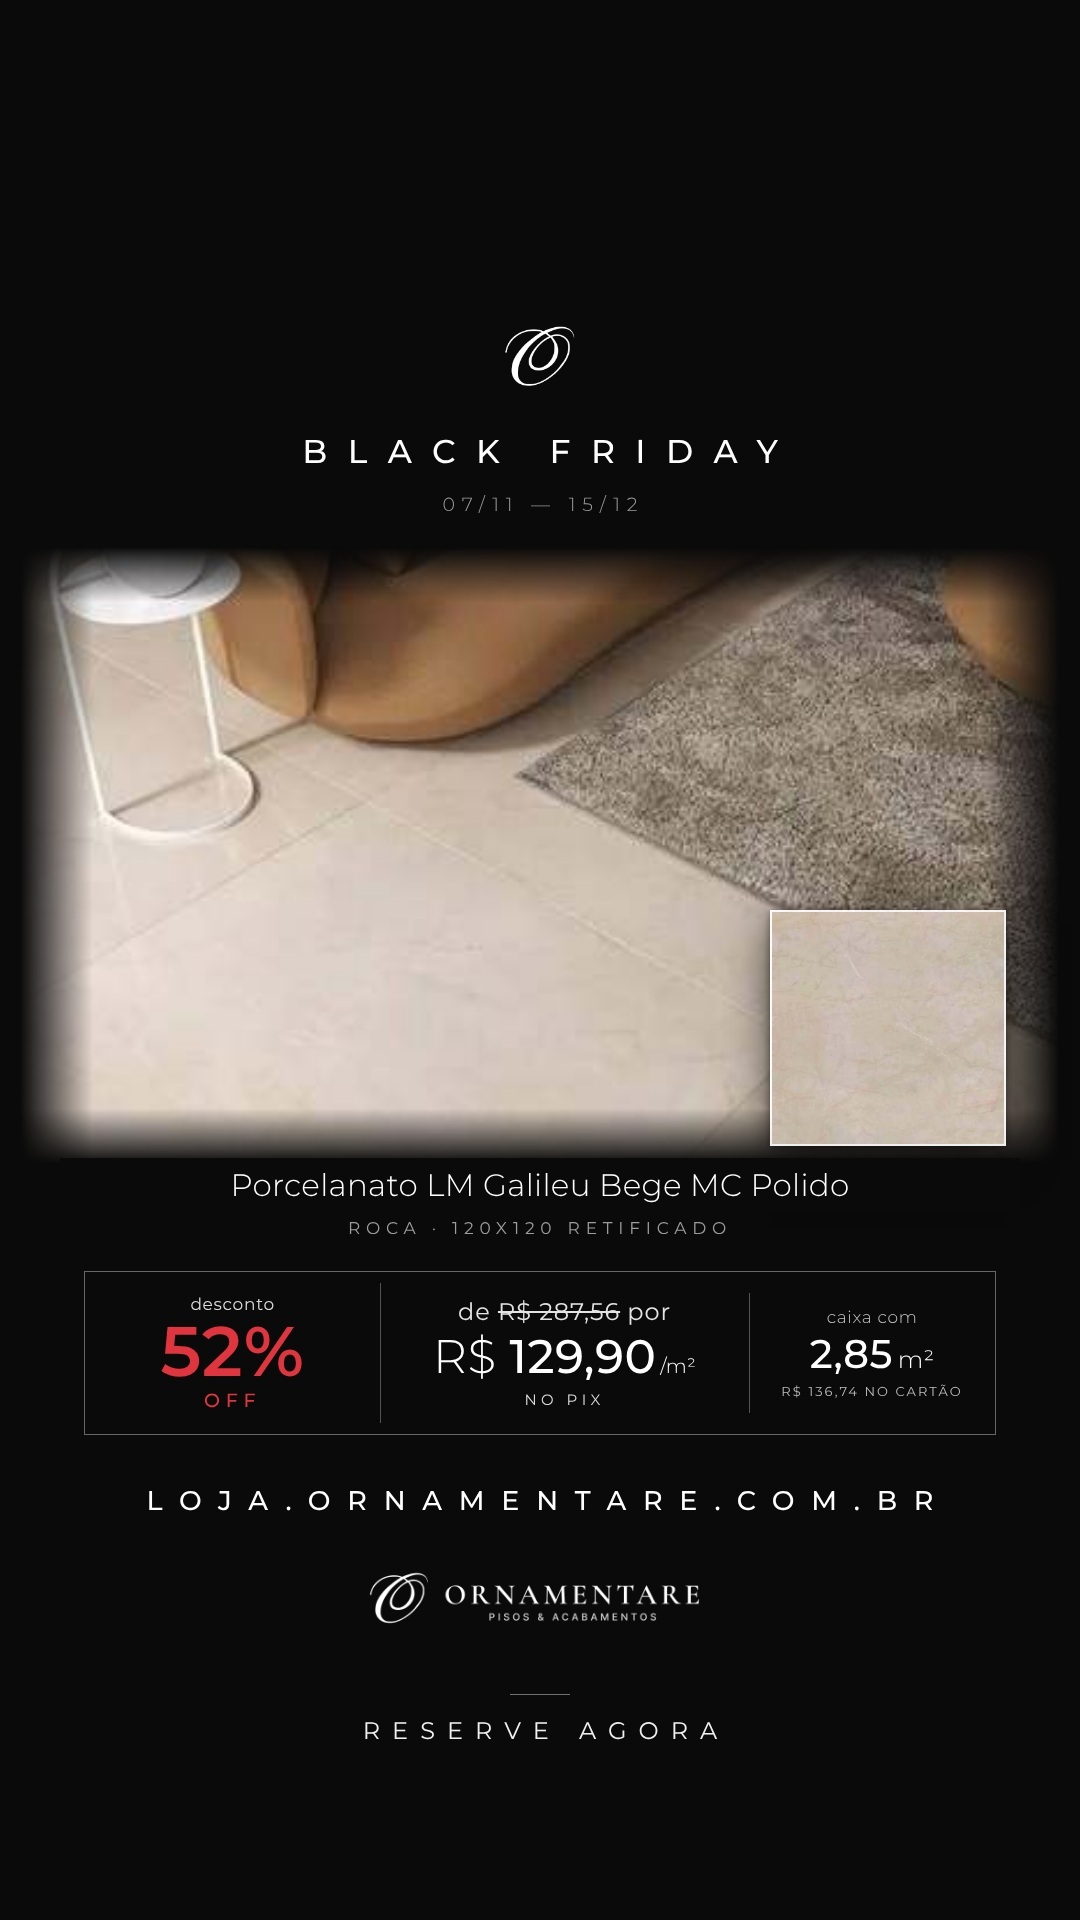 BLACK FRIDAY
07/11 — 15/12
Porcelanato LM Galileu Bege MC Polido
ROCA · 120X120 RETIFICADO
desconto
52%
OFF
de R$ 287,56 por
R$ 129,90 /m²
NO PIX
caixa com
2,85 m²
R$ 136,74 NO CARTÃO
LOJA.ORNAMENTARE.COM.BR
ORNAMENTARE
PISOS & ACABAMENTOS
RESERVE AGORA